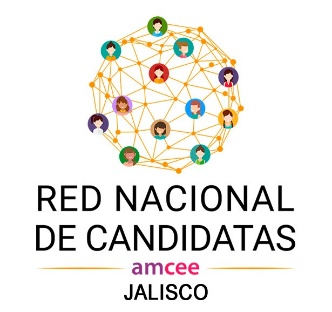 RED NACIONAL
DE CANDIDATAS
amcee
JALISCO